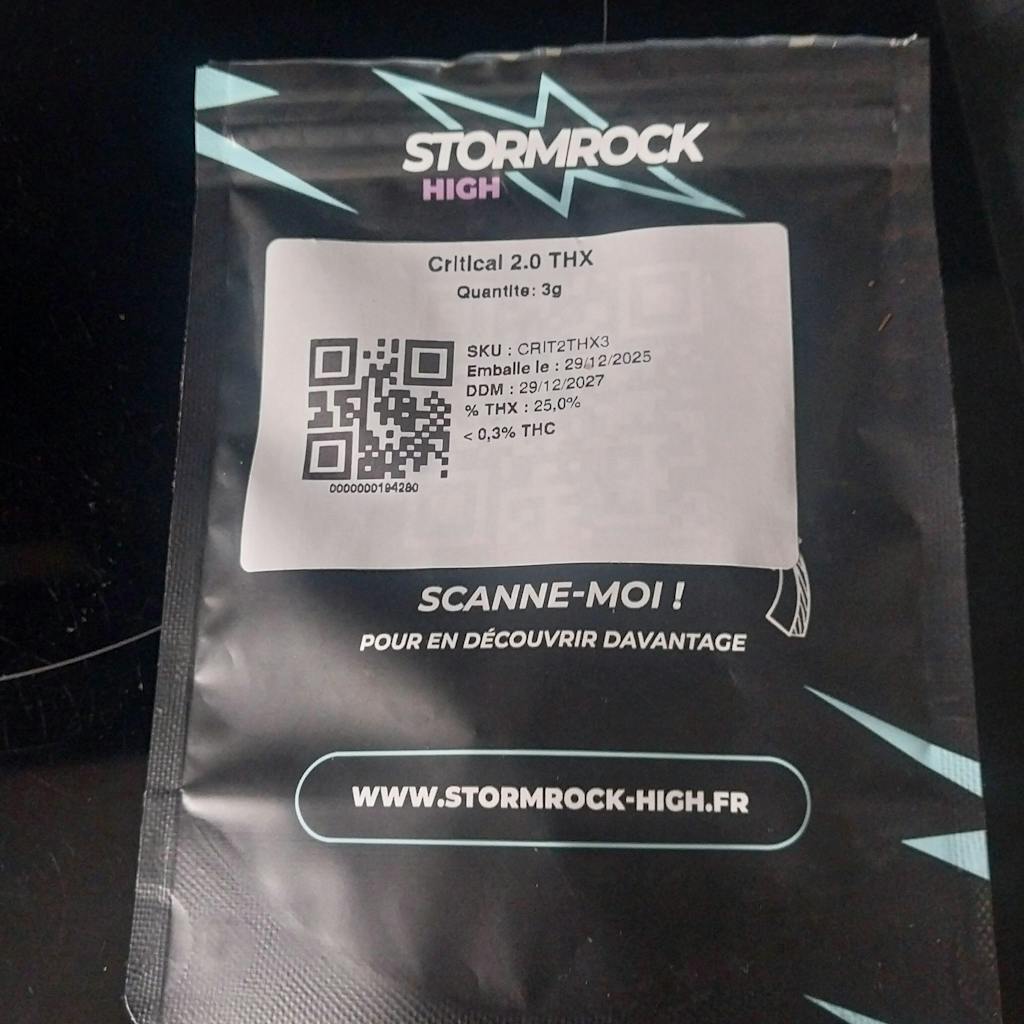 STORMROCK
HIGH
Critical 2.0 THX
Quantite: 3g
SKU : CRIT2THX3
Emballe le : 29/12/2025
DDM : 29/12/2027
% THX : 25,0%
< 0,3% THC
0000000194280
SCANNE-MOI !
POUR EN DÉCOUVRIR DAVANTAGE
WWW.STORMROCK-HIGH.FR